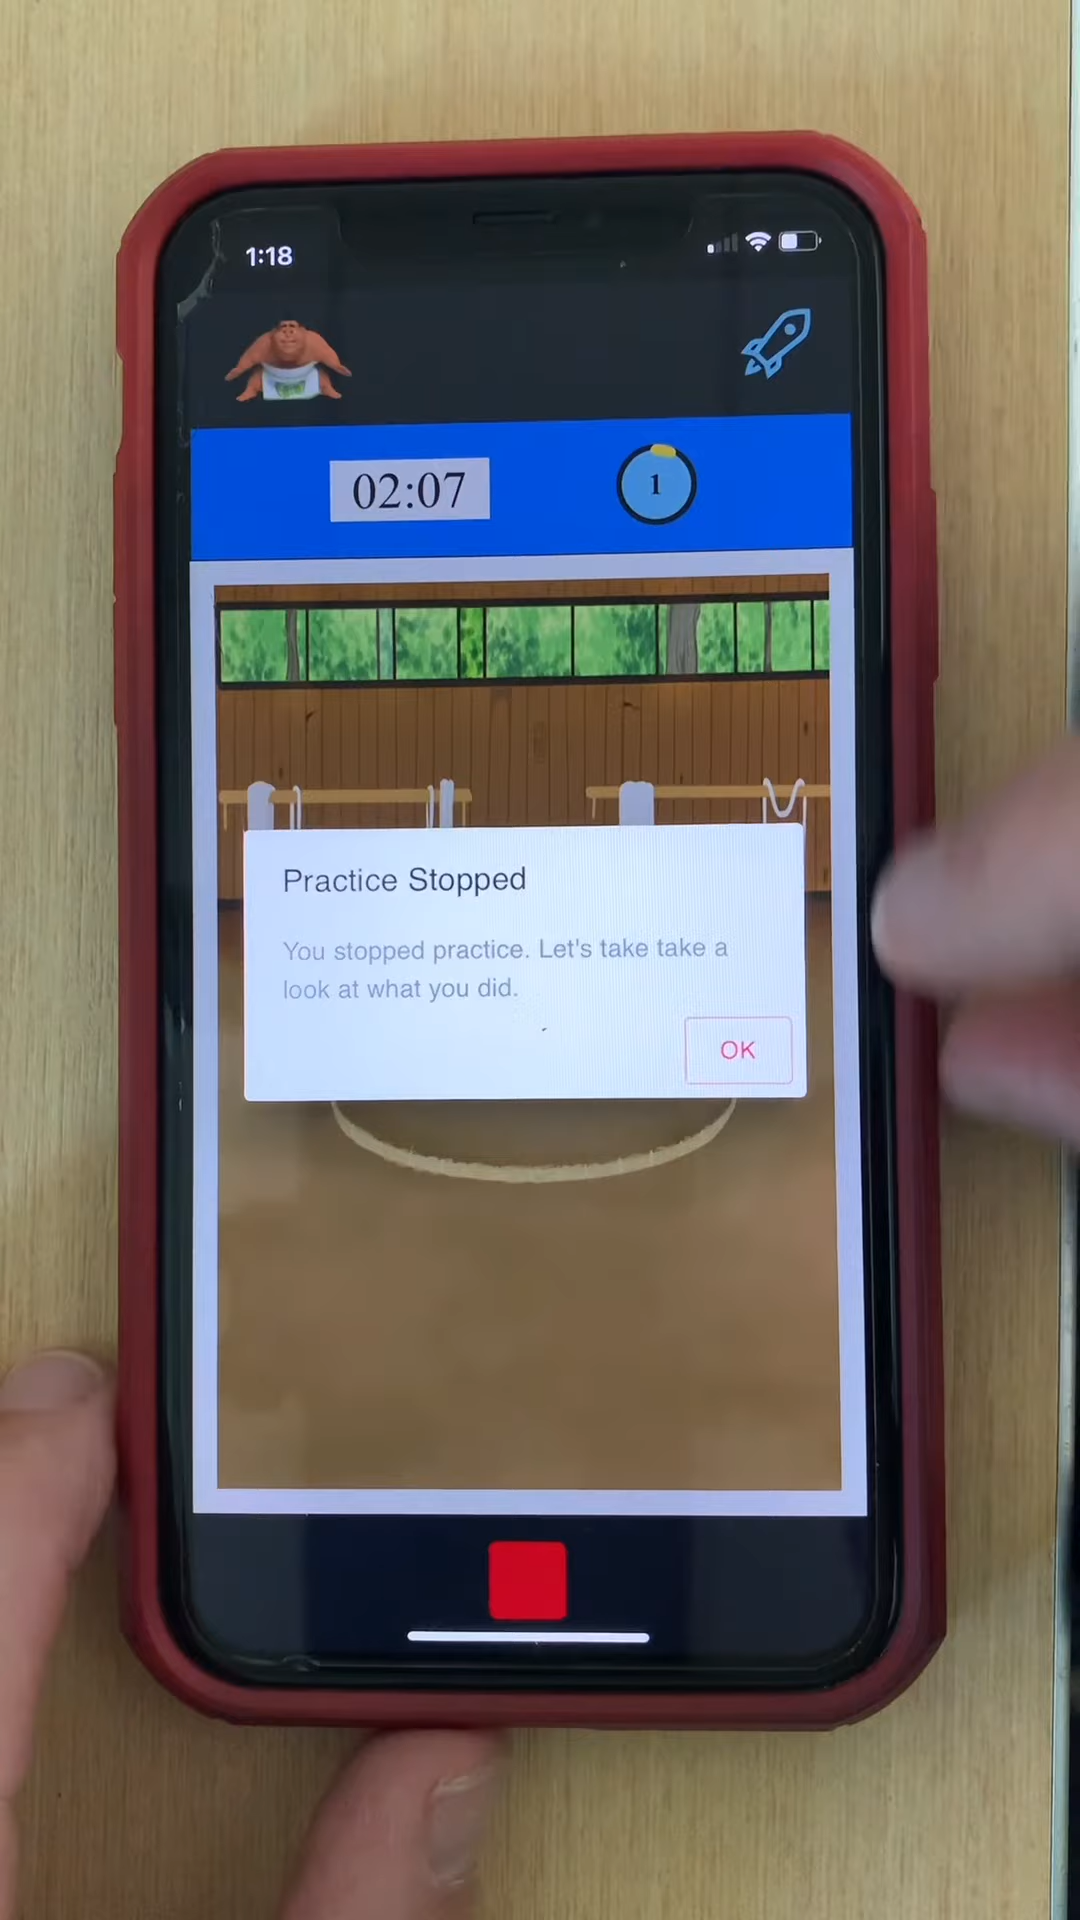 1:18
02:07
1
Practice Stopped
You stopped practice. Let's take take a
look at what you did.
OK